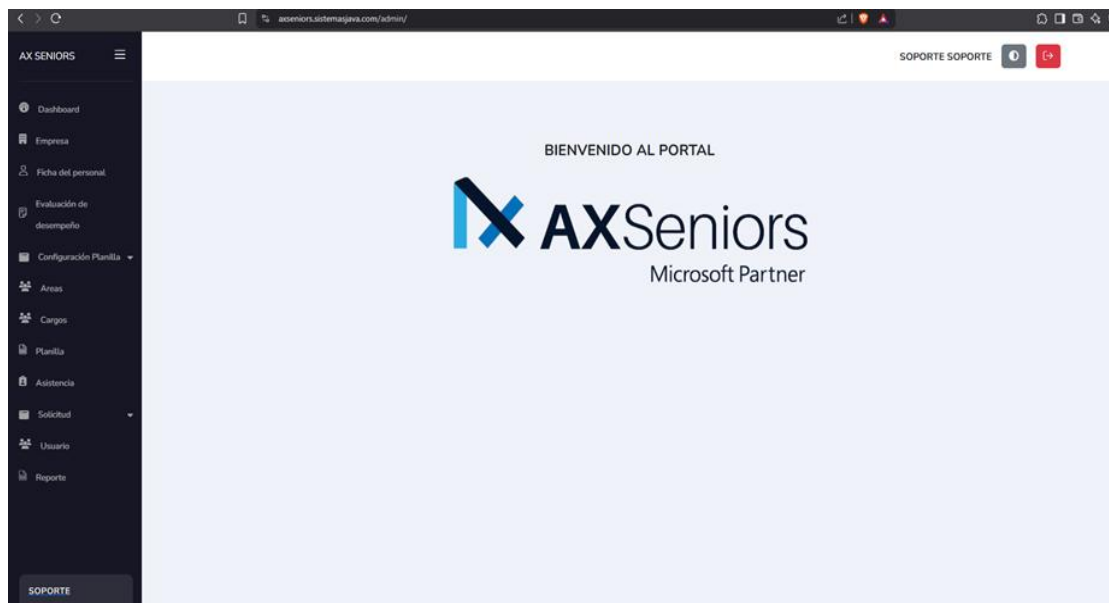 axseniors.sistemasjava.com/admin/
AX SENIORS
SOPORTE SOPORTE
Dashboard
Empresa
Ficha del personal
Evaluación de
desempeño
Configuración Planilla
Areas
Cargos
Planilla
Asistencia
Solicitud
Usuario
Reporte
SOPORTE
BIENVENIDO AL PORTAL
AXSeniors
Microsoft Partner